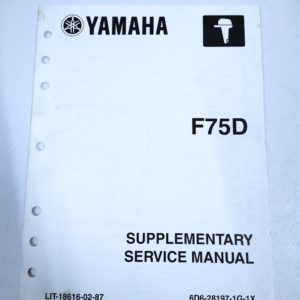 YAMAHA
F75D
SUPPLEMENTARY
SERVICE MANUAL
LIT-18616-02-87 6D6-28197-1G-1X